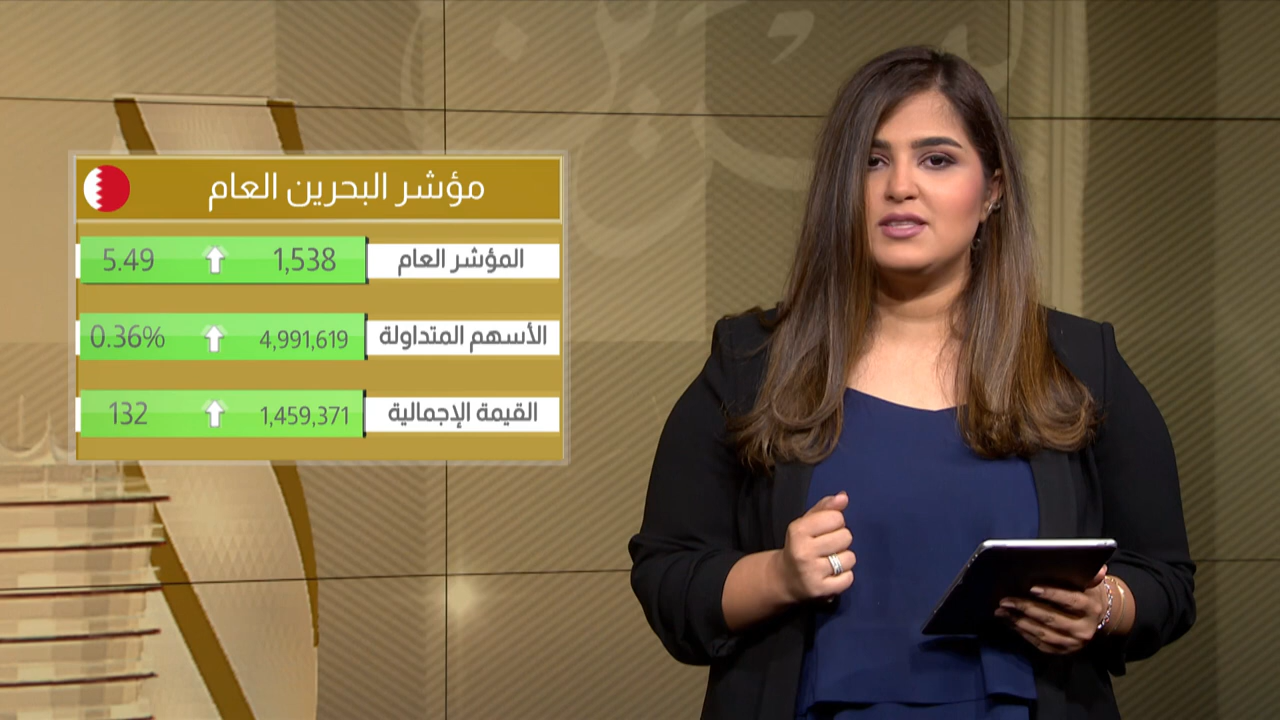 مؤشر البحرين العام
المؤشر العام 1,538 5.49
الأسهم المتداولة 4,991,619 0.36%
القيمة الإجمالية 1,459,371 132